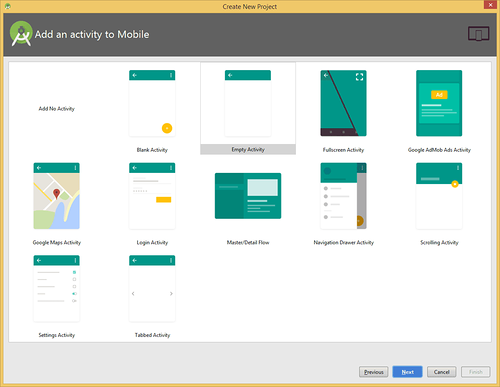 Create New Project
Add an activity to Mobile
Add No Activity
Blank Activity
Empty Activity
Fullscreen Activity
Ad
Google AdMob Ads Activity
Google Maps Activity
Login Activity
Master/Detail Flow
Navigation Drawer Activity
Scrolling Activity
Settings Activity
Tabbed Activity
Previous
Next
Cancel
Finish